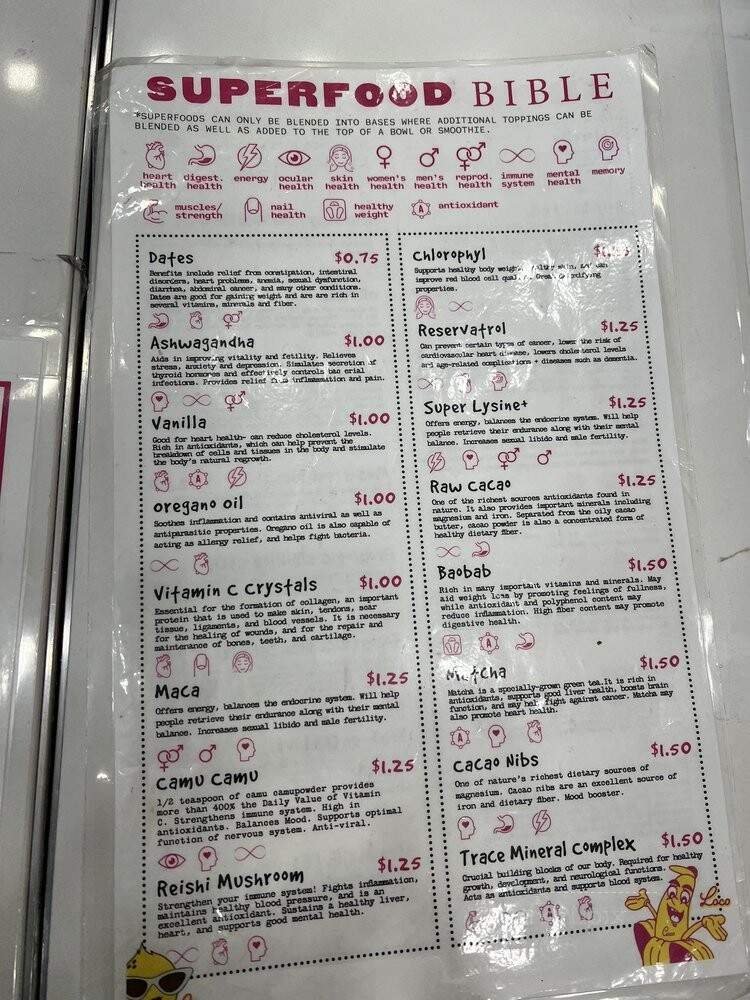 SUPERFOOD BIBLE
*SUPERFOODS CAN ONLY BE BLENDED INTO BASES WHERE ADDITIONAL TOPPINGS CAN BE
BLENDED AS WELL AS ADDED TO THE TOP OF A BOWL OR SMOOTHIE.
heart health
digest. health
energy
ocular health
skin health
women's health
men's health
reprod. health
immune system
mental health
memory
muscles/ strength
nail health
healthy weight
A antioxidant
Dates $0.75
Benefits include relief from constipation, intestinal
disorders, heart problems, anemia, sexual dysfunction,
diarrhea, abdominal cancer, and many other conditions.
Dates are good for gaining weight and are are rich in
several vitamins, minerals and fiber.
Ashwagandha $1.00
Aids in improving vitality and fetility. Relieves
stress, anxiety and depression. Simulates secretion of
thyroid hormones and effectively controls bacterial
infections. Provides relief from inflammation and pain.
Vanilla $1.00
Good for heart health- can reduce cholesterol levels.
Rich in antioxidants, which can help prevent the
breakdown of cells and tissues in the body and stimulate
the body's natural regrowth.
oregano oil $1.00
Soothes inflammation and contains antiviral as well as
antiparasitic properties. Oregano oil is also capable of
acting as allergy relief, and helps fight bacteria.
Vitamin C Crystals $1.00
Essential for the formation of collagen, an important
protein that is used to make skin, tendons, scar
tissue, ligaments, and blood vessels. It is necessary
for the healing of wounds, and for the repair and
maintenance of bones, teeth, and cartilage.
Maca $1.25
Offers energy, balances the endocrine system. Will help
people retrieve their endurance along with their mental
balance. Increases sexual libido and male fertility.
Camu Camu $1.25
1/2 teaspoon of camu camupowder provides
more than 400% the Daily Value of Vitamin
C. Strengthens immune system. High in
antioxidants. Balances Mood. Supports optimal
function of nervous system. Anti-viral.
Reishi Mushroom $1.25
Strengthen your immune system! Fights inflammation,
maintains healthy blood pressure, and is an
excellent antioxidant. Sustains a healthy liver,
heart, and supports good mental health.
Chlorophyl
Supports healthy body weight, healthy skin, and can
improve red blood cell Great detoxifying
properties.
Reservatrol $1.25
Can prevent certain types of cancer, lower the risk of
cardiovascular heart disease, lowers cholesterol levels
and age-related complications + diseases such as dementia.
Super Lysine+ $1.25
Offers energy, balances the endocrine system. Will help
people retrieve their endurance along with their mental
balance. Increases sexual libido and male fertility.
Raw Cacao $1.25
One of the richest sources antioxidants found in
nature. It also provides important minerals including
magnesium and iron. Separated from the oily cacao
butter, cacao powder is also a concentrated form of
healthy dietary fiber.
Baobab $1.50
Rich in many important vitamins and minerals. May
aid weight loss by promoting feelings of fullness,
while antioxidant and polyphenol content may
reduce inflammation. High fiber content may promote
digestive health.
Matcha $1.50
Matcha is a specially-grown green tea.It is rich in
antioxidants, supports good liver health, boosts brain
function, and may help fight against cancer. Matcha may
also promote heart health.
Cacao Nibs $1.50
One of nature's richest dietary sources of
magnesium. Cacao nibs are an excellent source of
iron and dietary fiber. Mood booster.
Trace Mineral Complex $1.50
Crucial building blocks of our body. Required for healthy
growth, development, and neurological functions.
Acts as antioxidants and supports blood system.
Loco
Coco